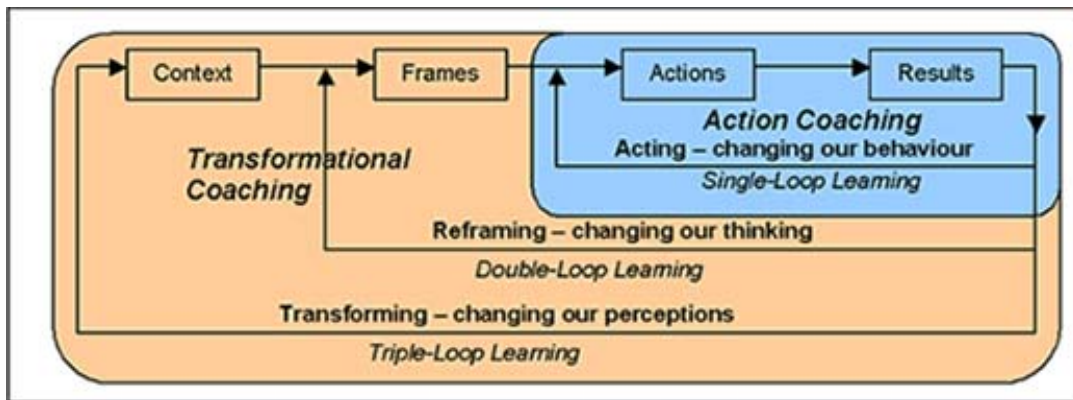 Context
Frames
Actions
Results
Action Coaching
Transformational
Coaching
Acting – changing our behaviour
Single-Loop Learning
Reframing – changing our thinking
Double-Loop Learning
Transforming – changing our perceptions
Triple-Loop Learning